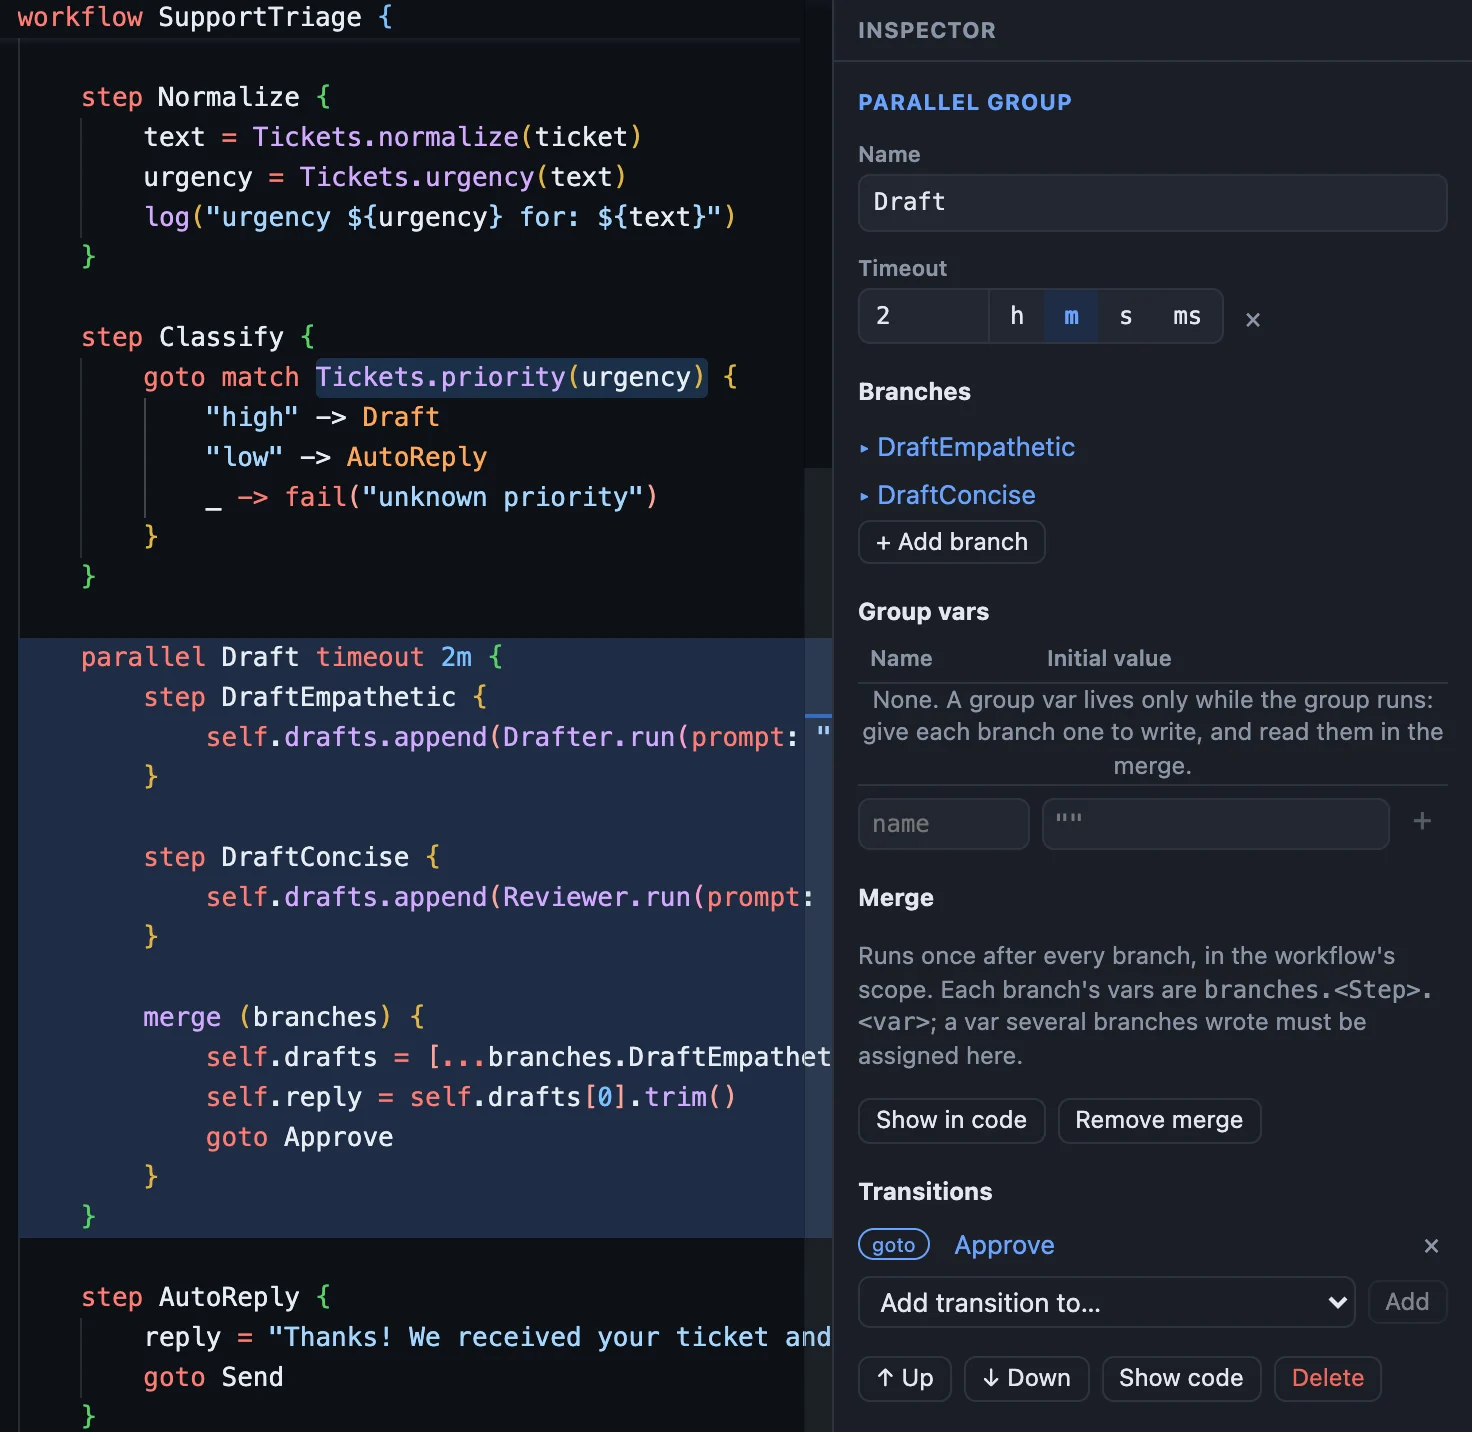 workflow SupportTriage {
step Normalize {
text = Tickets.normalize(ticket)
urgency = Tickets.urgency(text)
log("urgency ${urgency} for: ${text}")
}
step Classify {
goto match Tickets.priority(urgency) {
"high" -> Draft
"low" -> AutoReply
_ -> fail("unknown priority")
}
}
parallel Draft timeout 2m {
step DraftEmpathetic {
self.drafts.append(Drafter.run(prompt: "
}
step DraftConcise {
self.drafts.append(Reviewer.run(prompt:
}
merge (branches) {
self.drafts = [...branches.DraftEmpathet
self.reply = self.drafts[0].trim()
goto Approve
}
}
step AutoReply {
reply = "Thanks! We received your ticket and
goto Send
}
INSPECTOR
PARALLEL GROUP
Name
Draft
Timeout
2 h m s ms ×
Branches
▸ DraftEmpathetic
▸ DraftConcise
+ Add branch
Group vars
Name Initial value
None. A group var lives only while the group runs:
give each branch one to write, and read them in the
merge.
name "" +
Merge
Runs once after every branch, in the workflow's
scope. Each branch's vars are branches.<Step>.
<var>; a var several branches wrote must be
assigned here.
Show in code Remove merge
Transitions
goto Approve ×
Add transition to... Add
↑ Up ↓ Down Show code Delete